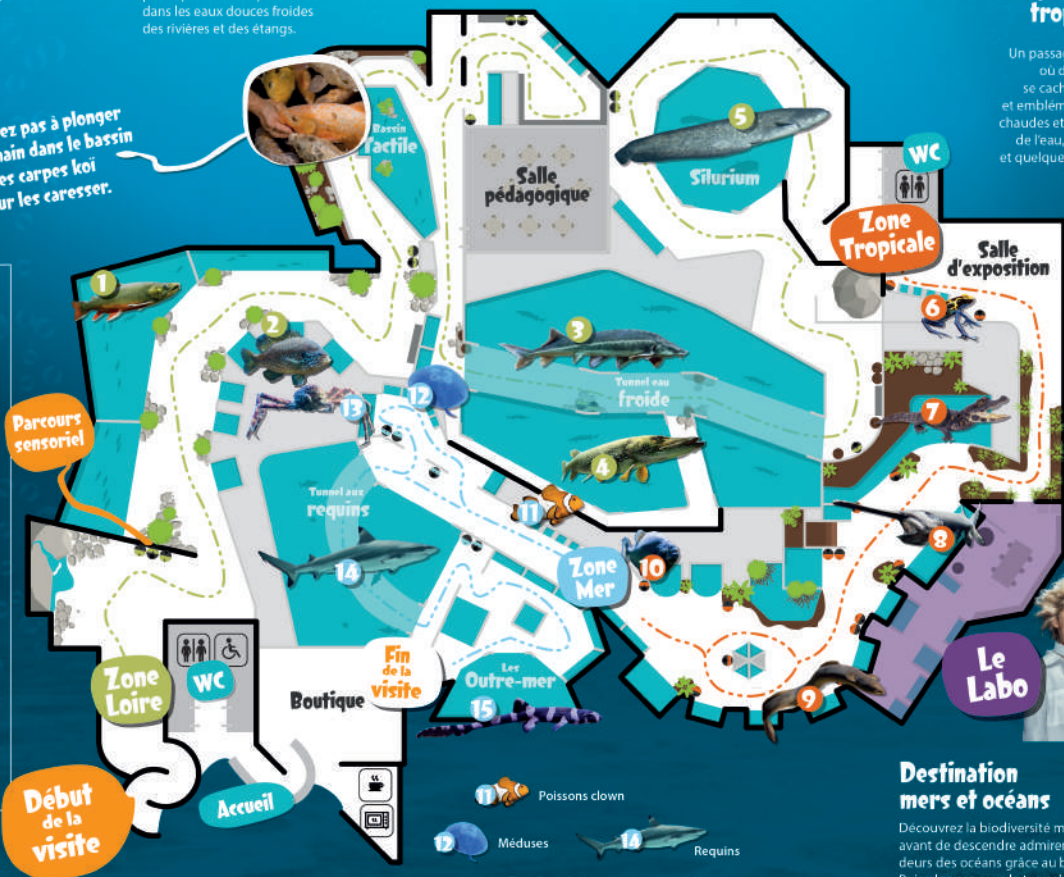 dans les eaux douces froides
des rivières et des étangs.
ez pas à plonger
ain dans le bassin
es carpes koï
ur les caresser.
Un passa
où d
se cach
et emblém
chaudes et
de l'eau,
et quelque
Bassin
Tactile
Salle
pédagogique
5
Silurium
WC
Zone
Tropicale
Salle
d'exposition
1
2
3
6
Tunnel eau
froide
7
12
13
4
Parcours
sensoriel
Tunnel aux
requins
11
8
14
Zone
Mer
10
Zone
Loire
WC
Boutique
Fin
de la
visite
Les
Outre-mer
15
9
Le
Labo
Début
de la
visite
Accueil
11 Poissons clown
12 Méduses
14 Requins
Destination
mers et océans
Découvrez la biodiversité m
avant de descendre admirer
deurs des océans grâce au b